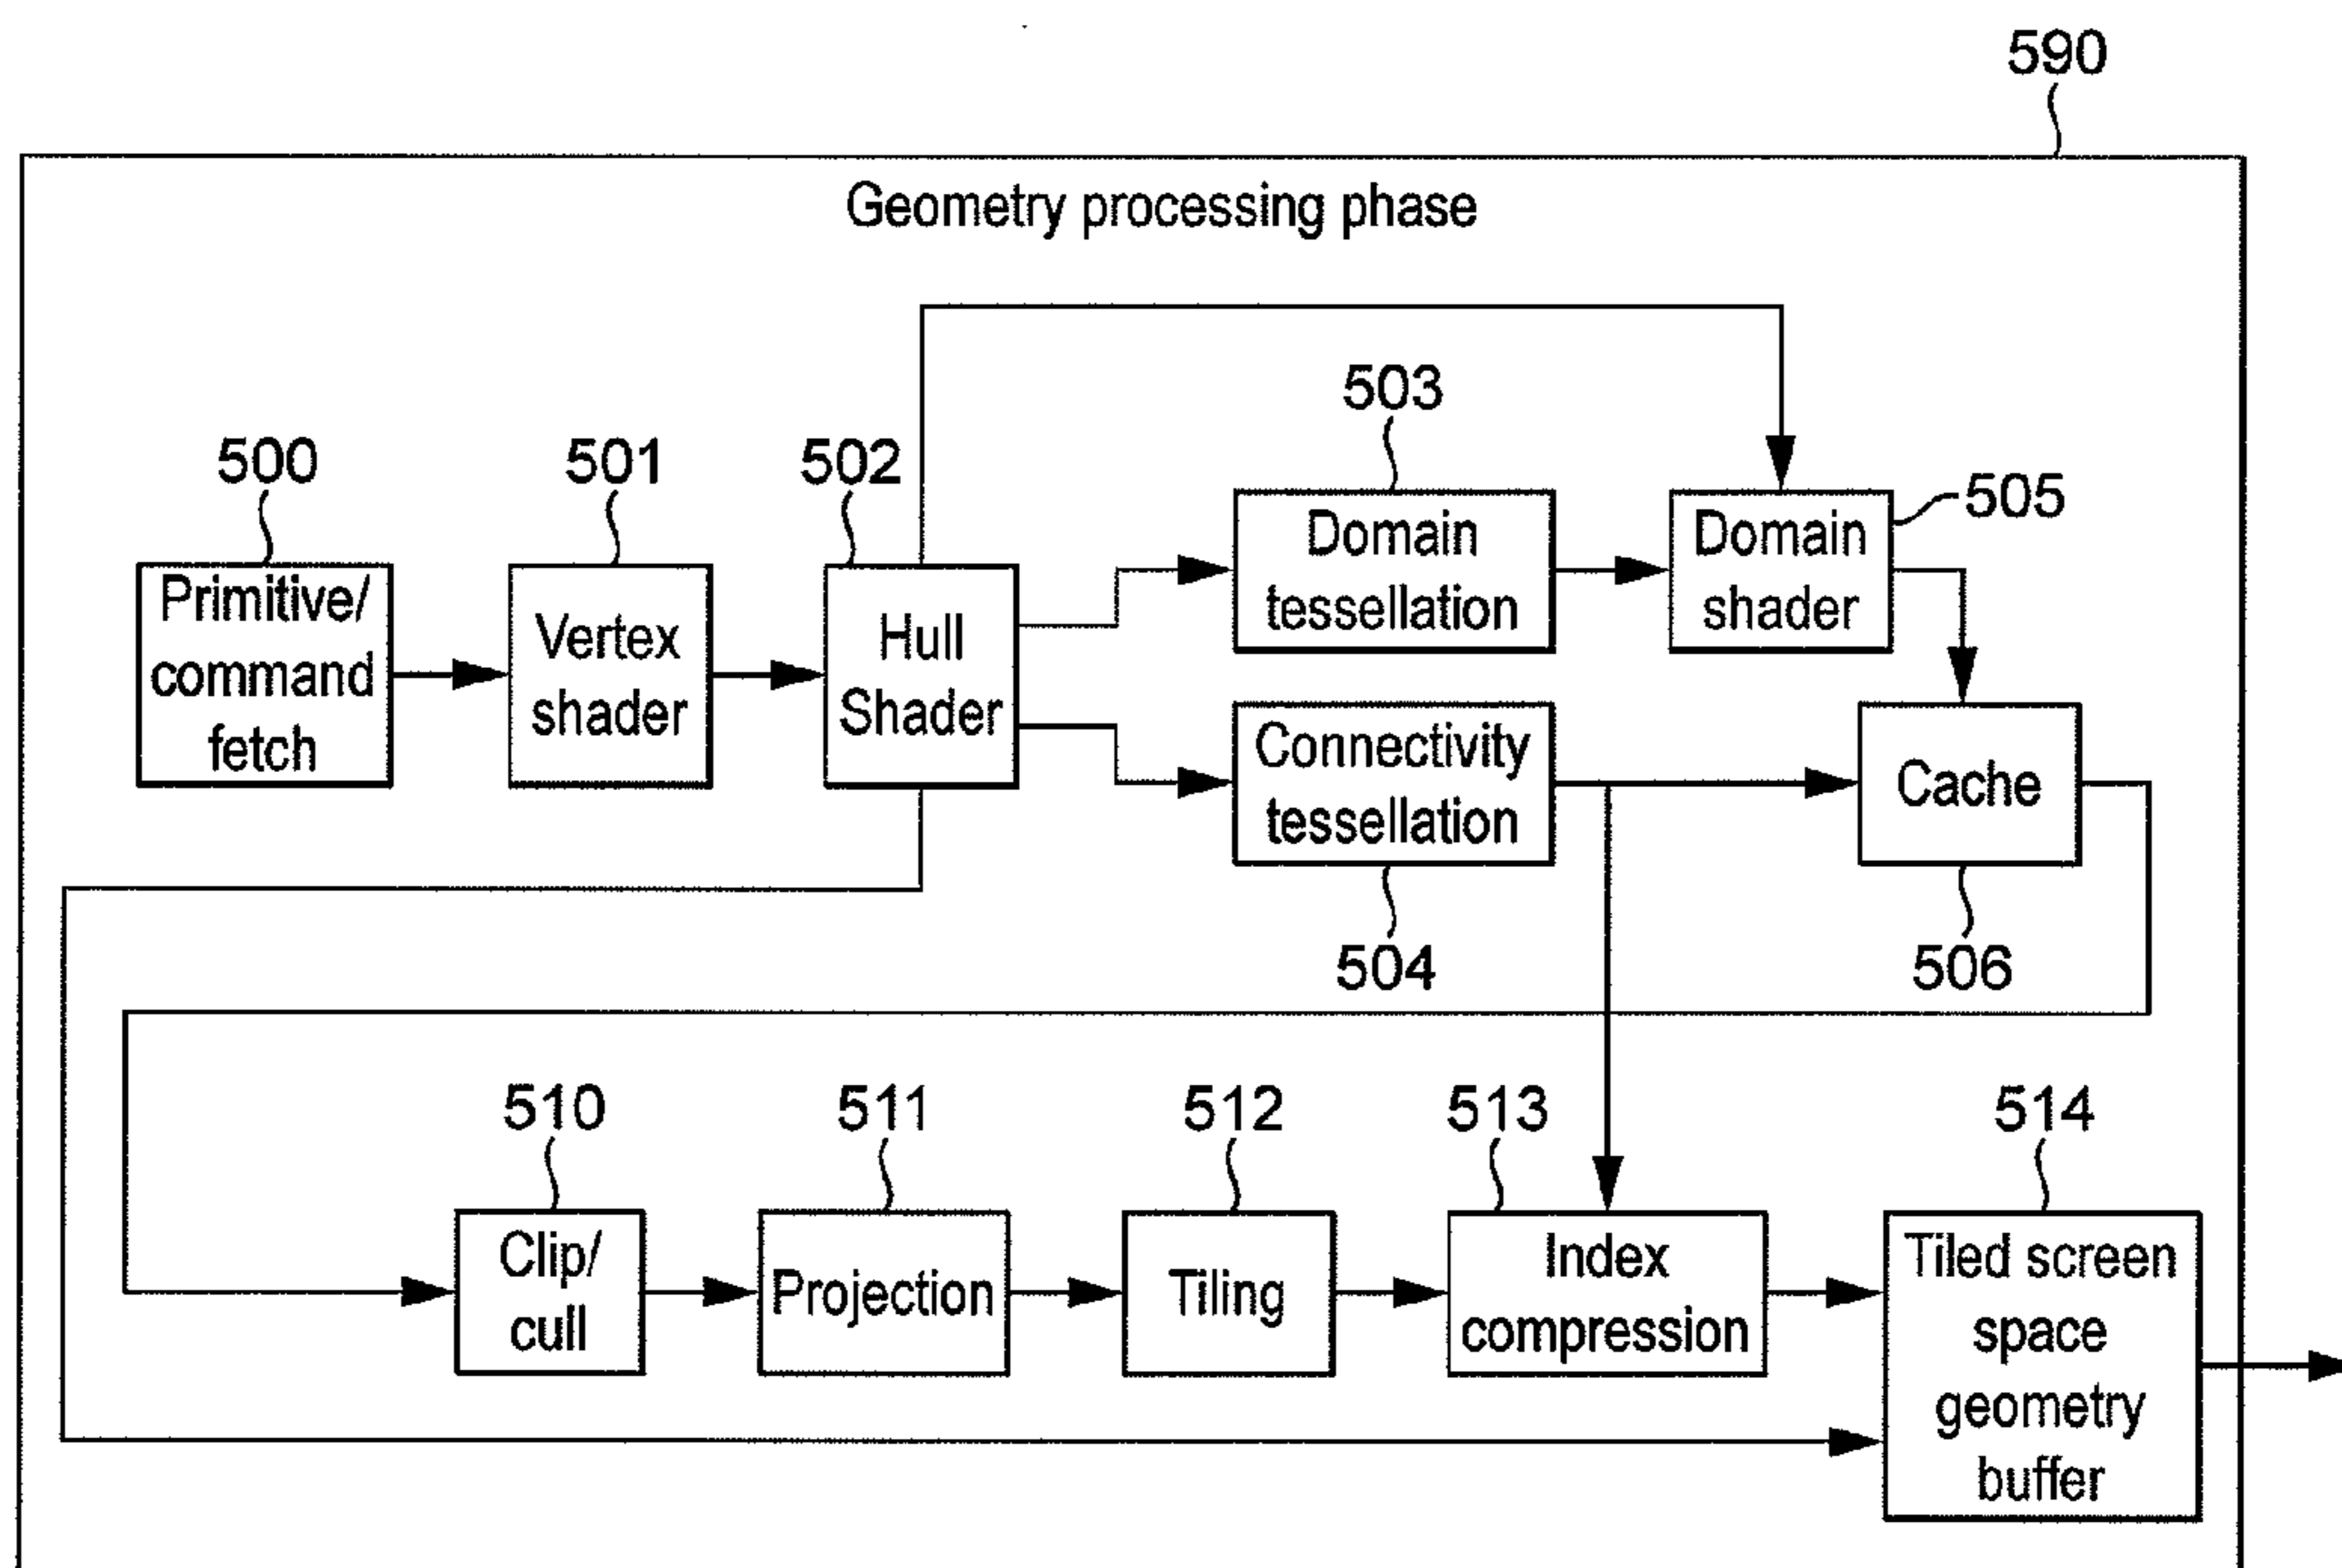 590
Geometry processing phase
503
500
501
502
505
Domain
tessellation
Domain
shader
Primitive/
command
fetch
Vertex
shader
Hull
Shader
Connectivity
tessellation
Cache
504
506
510
511
512
513
514
Clip/
cull
Projection
Tiling
Index
compression
Tiled screen
space
geometry
buffer